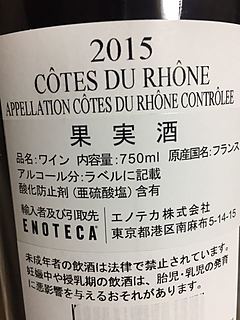 2015
CÔTES DU RHÔNE
APPELLATION CÔTES DU RHÔNE CONTRÔLÉE
果実酒
品名:ワイン 内容量:750ml 原産国名:フランス
アルコール分:ラベルに記載
酸化防止剤(亜硫酸塩)含有
輸入者及び引取先
ENOTECA
エノテカ株式会社
東京都港区南麻布5-14-15
未成年者の飲酒は法律で禁止されています。
妊娠中や授乳期の飲酒は、胎児・乳児の発育
に悪影響を与えるおそれがあります。